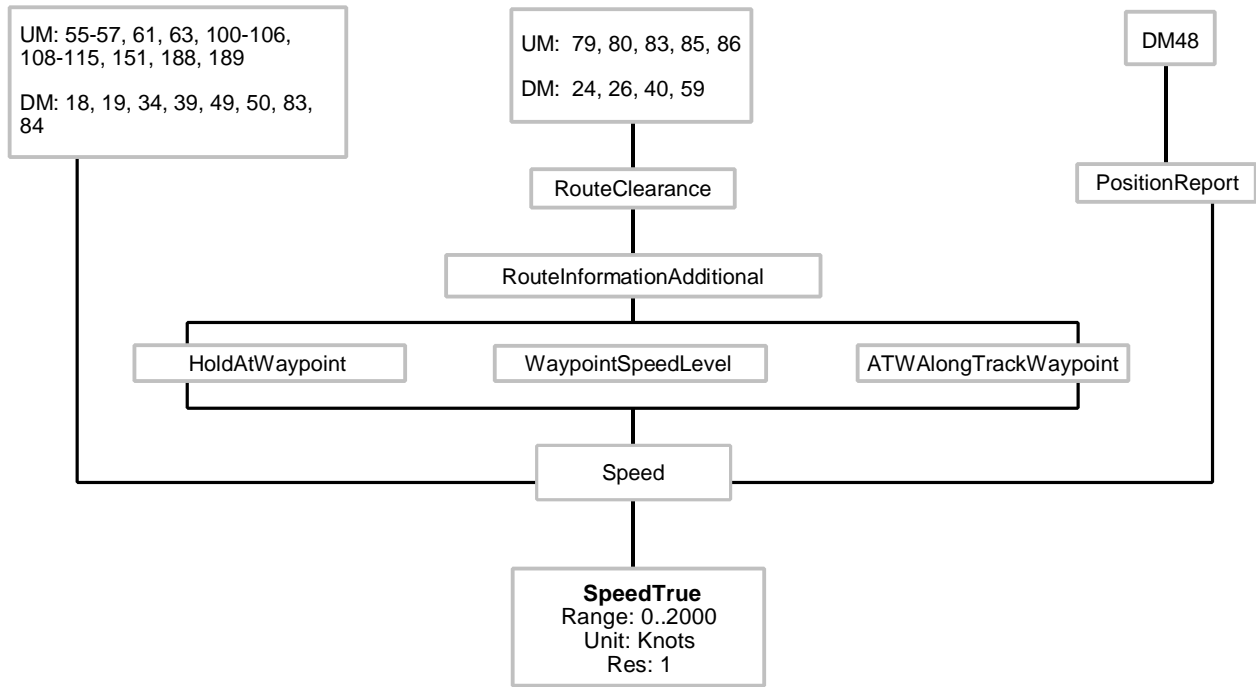 UM: 55-57, 61, 63, 100-106,
108-115, 151, 188, 189
DM: 18, 19, 34, 39, 49, 50, 83,
84
UM:  79, 80, 83, 85, 86
DM:  24, 26, 40, 59
DM48
RouteClearance
PositionReport
RouteInformationAdditional
HoldAtWaypoint
WaypointSpeedLevel
ATWAlongTrackWaypoint
Speed
SpeedTrue
Range: 0..2000
Unit: Knots
Res: 1